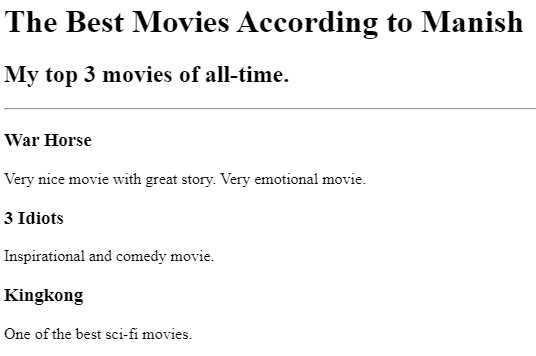 The Best Movies According to Manish
My top 3 movies of all-time.
War Horse
Very nice movie with great story. Very emotional movie.
3 Idiots
Inspirational and comedy movie.
Kingkong
One of the best sci-fi movies.